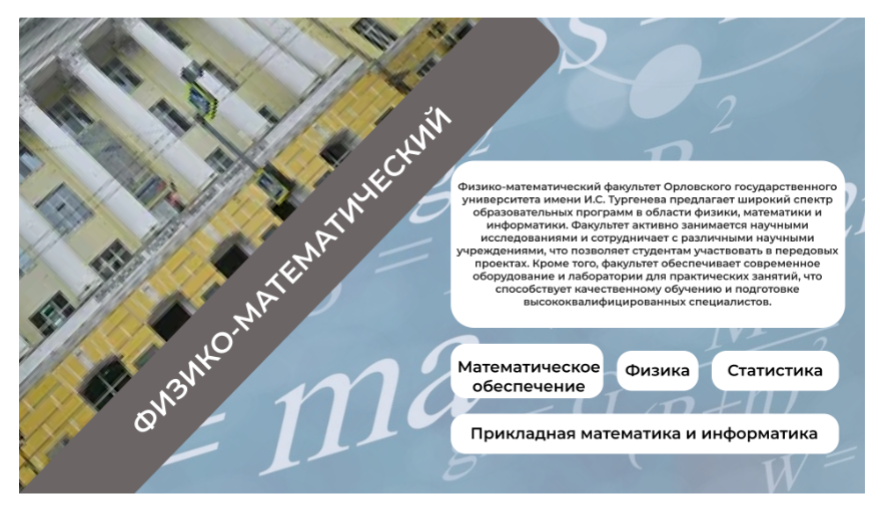 ФИЗИКО-МАТЕМАТИЧЕСКИЙ
Физико-математический факультет Орловского государственного
университета имени И.С. Тургенева предлагает широкий спектр
образовательных программ в области физики, математики и
информатики. Факультет активно занимается научными
исследованиями и сотрудничает с различными научными
учреждениями, что позволяет студентам участвовать в передовых
проектах. Кроме того, факультет обеспечивает современное
оборудование и лаборатории для практических занятий, что
способствует качественному обучению и подготовке
высококвалифицированных специалистов.
Математическое
обеспечение
Физика
Статистика
Прикладная математика и информатика
= ma